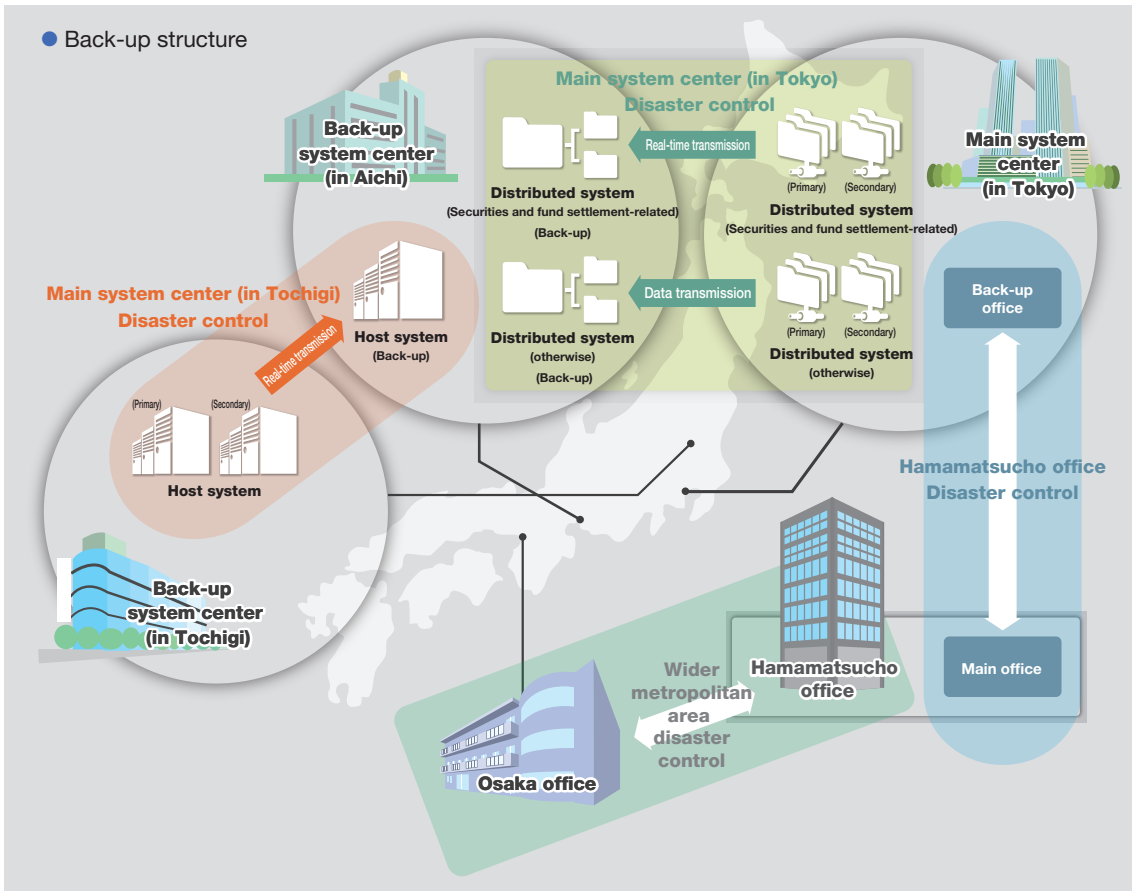 Back-up structure
Back-up
system center
(in Aichi)
Main system center (in Tokyo)
Disaster control
Main system
center
(in Tokyo)
Real-time transmission
(Primary)
(Secondary)
Distributed system
(Securities and fund settlement-related)
(Back-up)
Distributed system
(Securities and fund settlement-related)
Data transmission
(Primary)
(Secondary)
Distributed system
(otherwise)
(Back-up)
Distributed system
(otherwise)
Main system center (in Tochigi)
Disaster control
Host system
(Back-up)
Real-time transmission
(Primary)
(Secondary)
Host system
Back-up
system center
(in Tochigi)
Back-up
office
Hamamatsucho office
Disaster control
Main office
Hamamatsucho
office
Wider
metropolitan
area
disaster
control
Osaka office